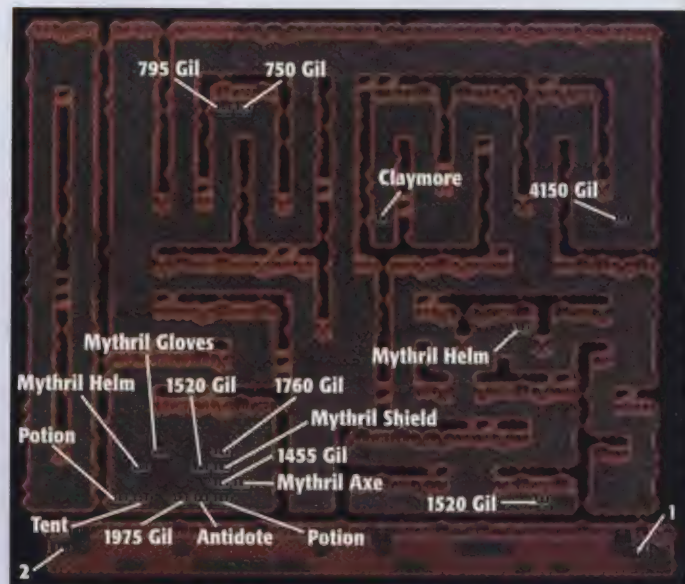 795 Gil
750 Gil
Claymore
4150 Gil
Mythril Gloves
Mythril Helm
Mythril Helm
1520 Gil
1760 Gil
Mythril Shield
Potion
1455 Gil
Mythril Axe
1520 Gil
1
Tent
1975 Gil
Antidote
Potion
2